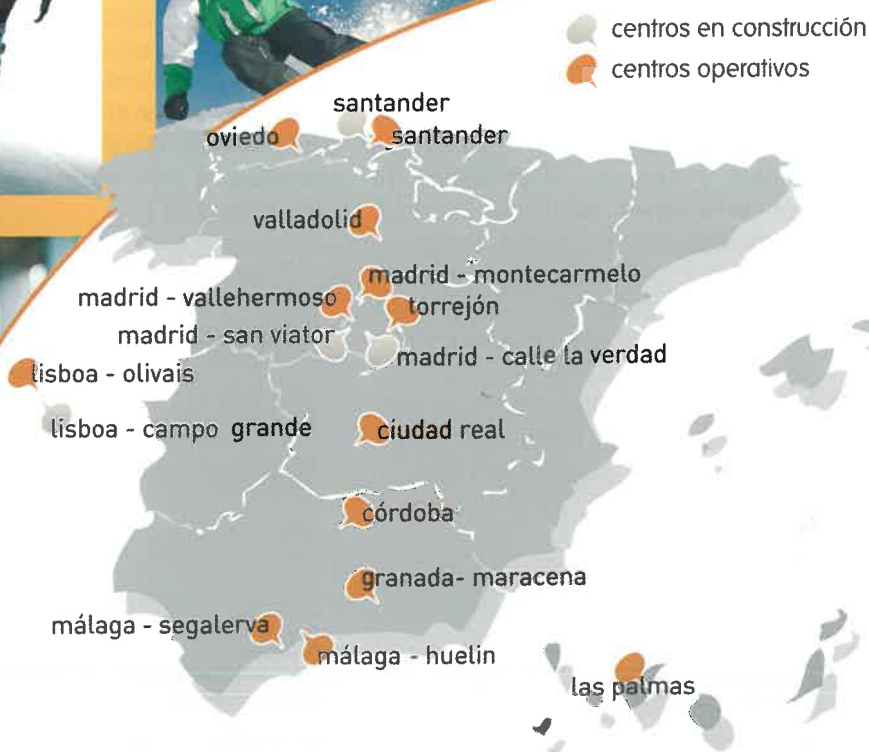 centros en construcción
centros operativos
santander
oviedo
santander
valladolid
madrid - montecarmelo
madrid - vallehermoso
torrejón
madrid - san viator
madrid - calle la verdad
lisboa - olivais
lisboa - campo grande
ciudad real
córdoba
granada- maracena
málaga - segalerva
málaga - huelin
las palmas